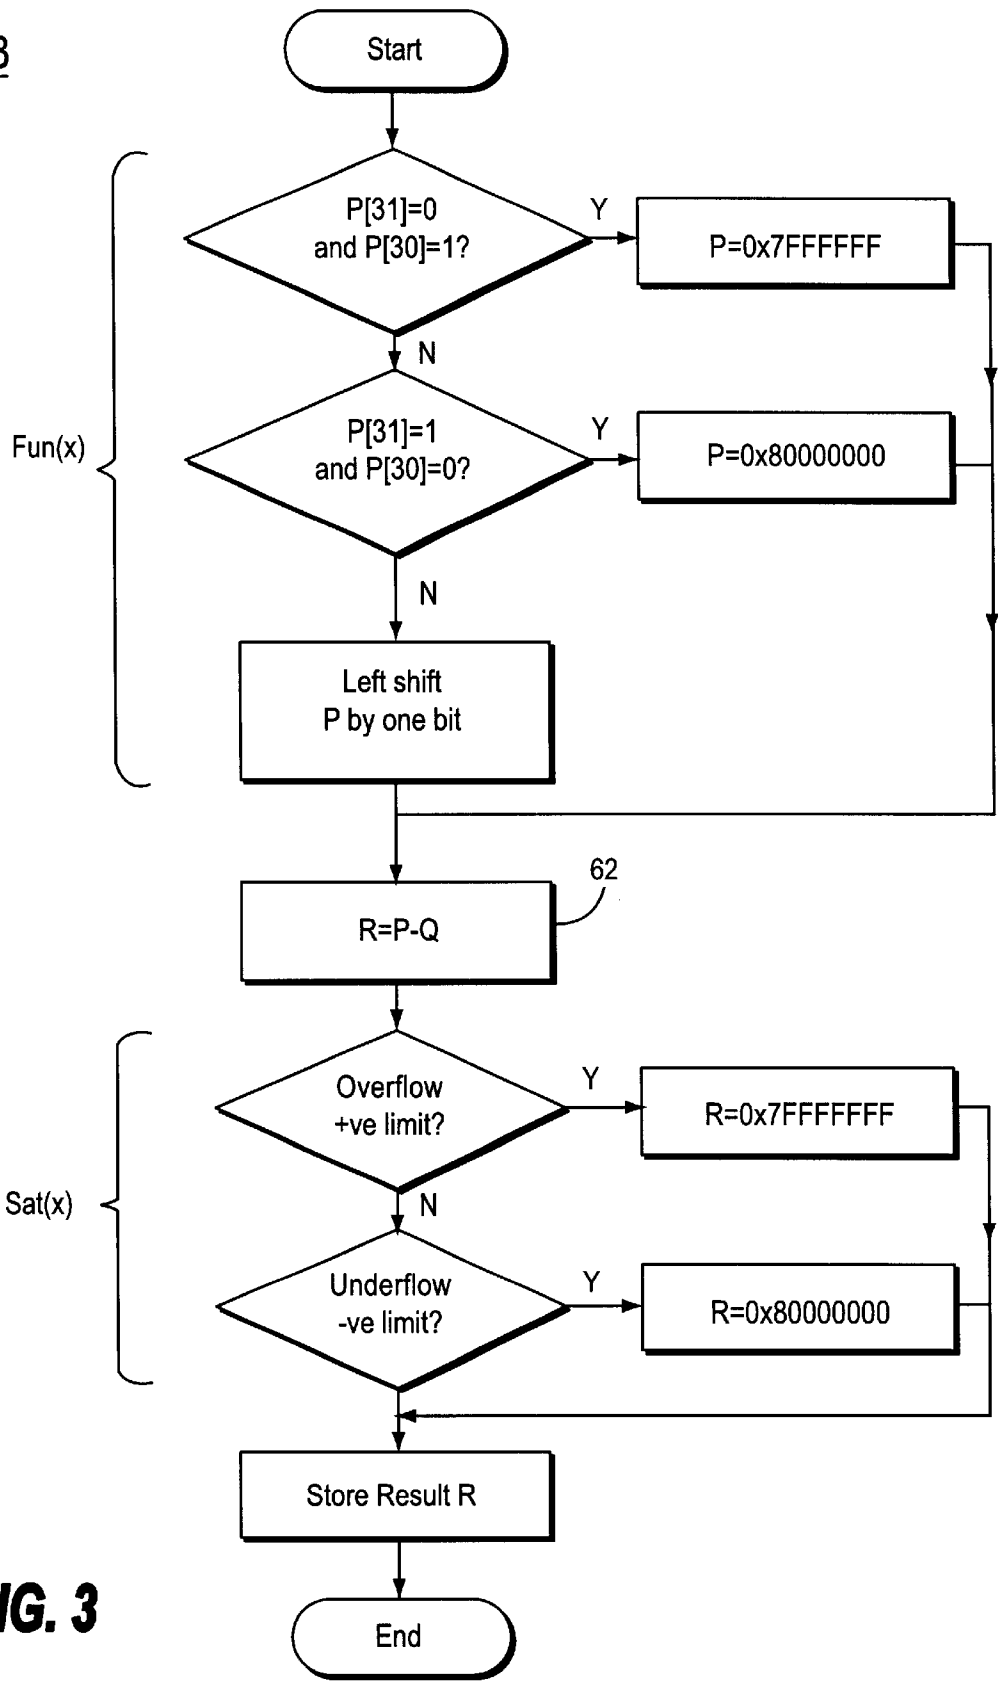 Start
P[31]=0
and P[30]=1?
Y
P=0x7FFFFFF
N
P[31]=1
and P[30]=0?
Y
P=0x80000000
Fun(x)
N
Left shift
P by one bit
62
R=P-Q
Overflow
+ve limit?
Y
R=0x7FFFFFFF
Sat(x)
N
Underflow
-ve limit?
Y
R=0x80000000
Store Result R
IG. 3
End